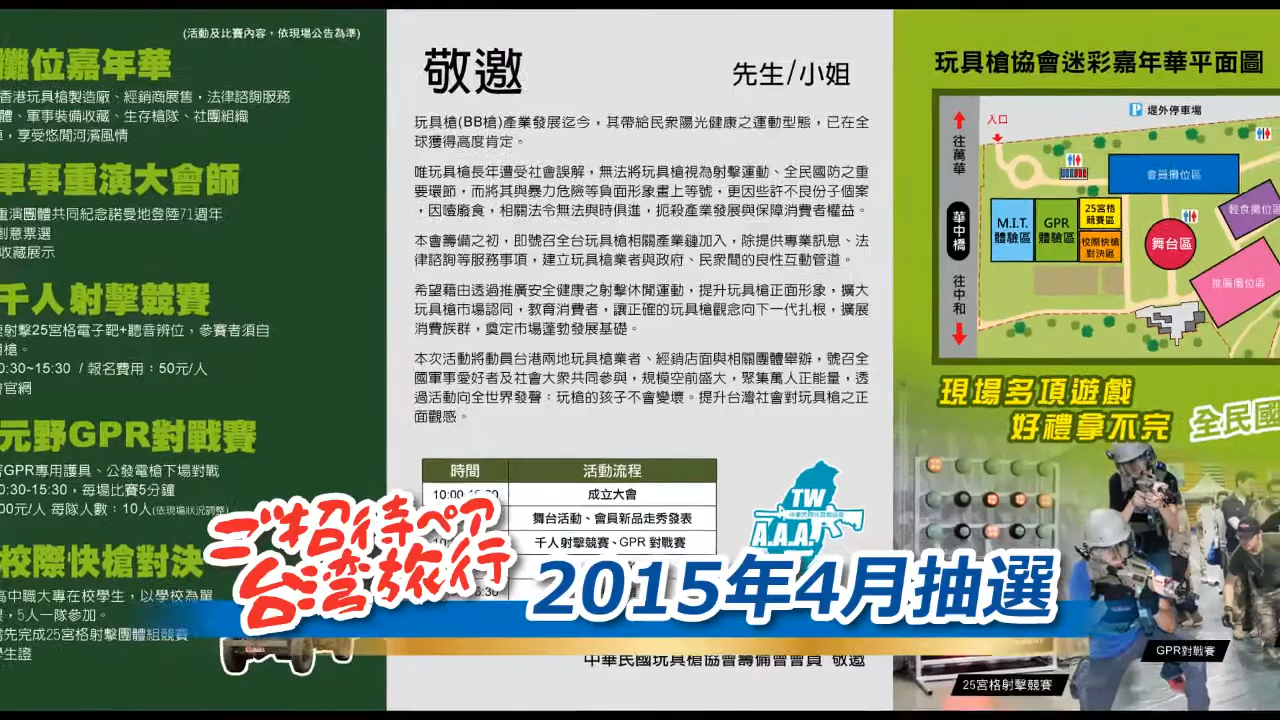 (活動及比賽內容，依現場公告為準)
攤位嘉年華
香港玩具槍製造廠、經銷商展售，法律諮詢服務
體、軍事裝備收藏、生存槍隊、社團組織
，享受悠閒河濱風情
軍事重演大會師
重演團體共同紀念諾曼地登陸71週年
創意票選
收藏展示
千人射擊競賽
射擊25宮格電子靶+聽音辨位，參賽者須自
槍。
0:30~15:30 / 報名費用：50元/人
會官網
元野GPR對戰賽
著GPR專用護具、公發電槍下場對戰
0:30-15:30，每場比賽5分鐘
00元/人 每隊人數：10人(依現場狀況調整)
校際快槍對決
高中職大專在校學生，以學校為單
，5人一隊參加。
先完成25宮格射擊團體組競賽
學生證
敬邀
先生/小姐
玩具槍(BB槍)產業發展迄今，其帶給民衆陽光健康之運動型態，已在全
球獲得高度肯定。
唯玩具槍長年遭受社會誤解，無法將玩具槍視為射擊運動、全民國防之重
要環節，而將其與暴力危險等負面形象畫上等號，更因些許不良份子個案
，因噎廢食，相關法令無法與時俱進，扼殺產業發展與保障消費者權益。
本會籌備之初，即號召全台玩具槍相關產業鏈加入，除提供專業訊息、法
律諮詢等服務事項，建立玩具槍業者與政府、民衆間的良性互動管道。
希望藉由透過推廣安全健康之射擊休閒運動，提升玩具槍正面形象，擴大
玩具槍市場認同，教育消費者，讓正確的玩具槍觀念向下一代扎根，擴展
消費族群，奠定市場蓬勃發展基礎。
本次活動將動員台港兩地玩具槍業者、經銷店面與相關團體舉辦，號召全
國軍事愛好者及社會大衆共同參與，規模空前盛大，聚集萬人正能量，透
過活動向全世界發聲：玩槍的孩子不會變壞。提升台灣社會對玩具槍之正
面觀感。
時間 活動流程
成立大會
舞台活動、會員新品走秀發表
千人射擊競賽、GPR 對戰賽
TW
中華民國玩具槍協會
A.A.A.
中華民國玩具槍協會籌備會會員 敬邀
玩具槍協會迷彩嘉年華平面圖
P 堤外停車場
入口
往萬華
華中橋
往中和
會員攤位區
M.I.T.
體驗區
GPR
體驗區
25宮格
競賽區
校際快槍
對決區
舞台區
輕食攤位區
推廣攤位區
現場多項遊戲
好禮拿不完
全民國
GPR對戰賽
25宮格射擊競賽
ご招待ペア
台湾旅行
2015年4月抽選